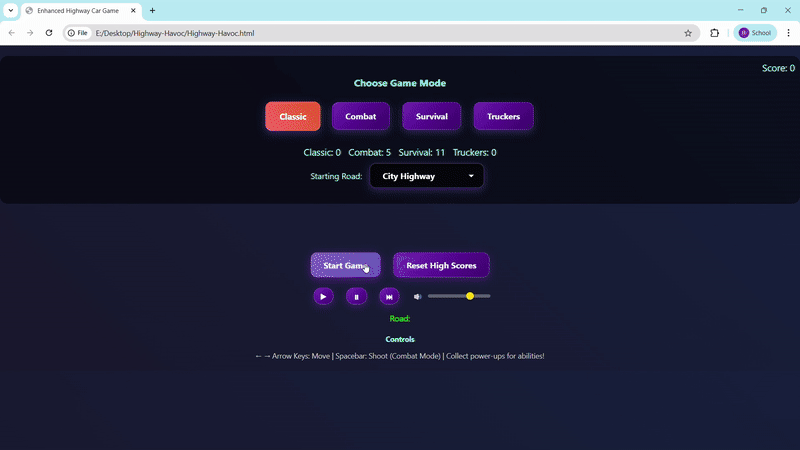 Enhanced Highway Car Game
File E:/Desktop/Highway-Havoc/Highway-Havoc.html School
Score: 0
Choose Game Mode
Classic Combat Survival Truckers
Classic: 0 Combat: 5 Survival: 11 Truckers: 0
Starting Road: City Highway
Start Game Reset High Scores
Road:
Controls
← → Arrow Keys: Move | Spacebar: Shoot (Combat Mode) | Collect power-ups for abilities!